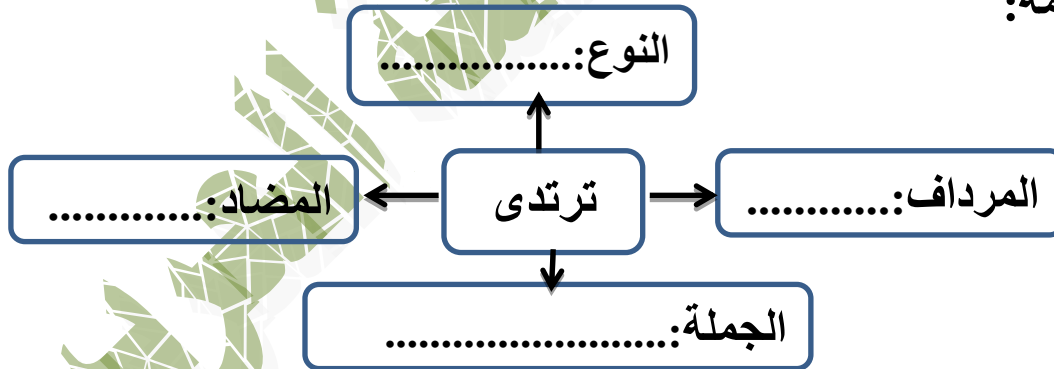 النوع:..................
المرداف:............
ترتدى
المضاد:.............
الجملة:..........................